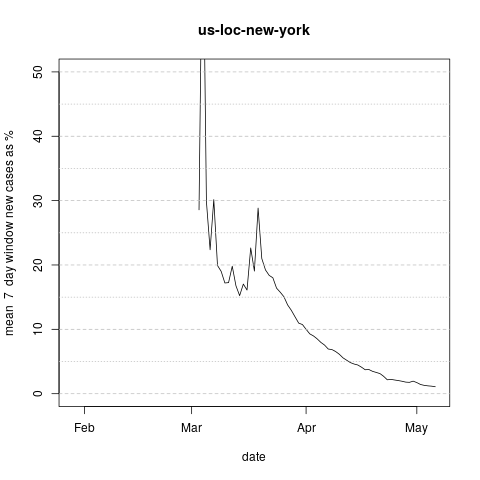 us-loc-new-york
mean  7  day window new cases as %
50
40
30
20
10
0
Feb
Mar
Apr
May
date